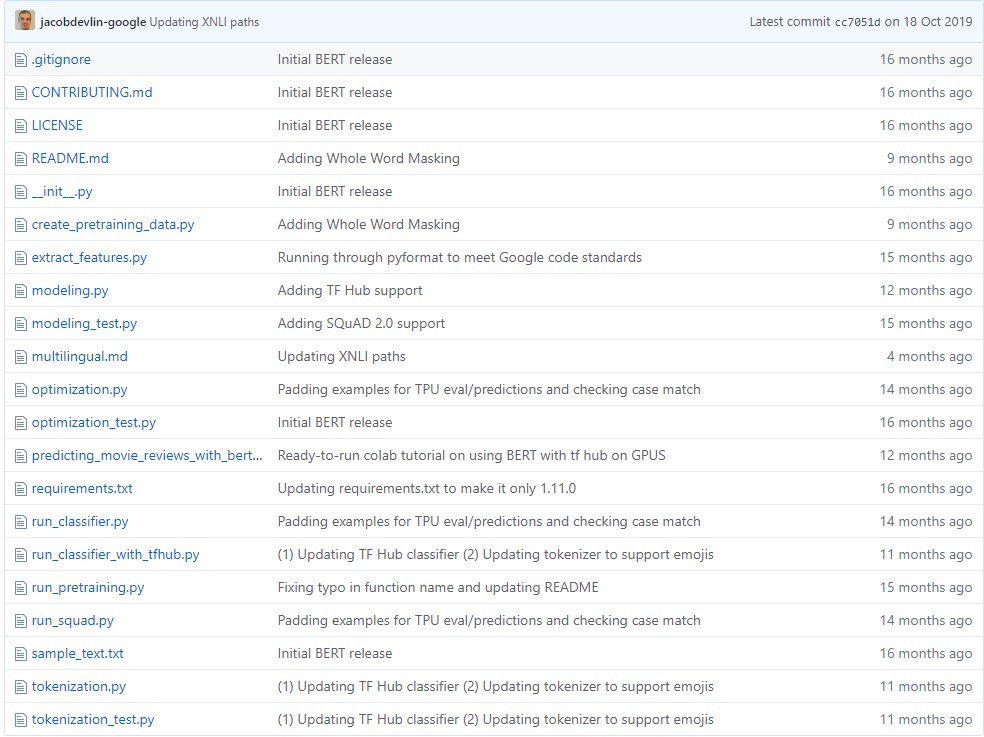 jacobdevlin-google Updating XNLI paths Latest commit cc7051d on 18 Oct 2019
.gitignore Initial BERT release 16 months ago
CONTRIBUTING.md Initial BERT release 16 months ago
LICENSE Initial BERT release 16 months ago
README.md Adding Whole Word Masking 9 months ago
__init__.py Initial BERT release 16 months ago
create_pretraining_data.py Adding Whole Word Masking 9 months ago
extract_features.py Running through pyformat to meet Google code standards 15 months ago
modeling.py Adding TF Hub support 12 months ago
modeling_test.py Adding SQuAD 2.0 support 15 months ago
multilingual.md Updating XNLI paths 4 months ago
optimization.py Padding examples for TPU eval/predictions and checking case match 14 months ago
optimization_test.py Initial BERT release 16 months ago
predicting_movie_reviews_with_bert... Ready-to-run colab tutorial on using BERT with tf hub on GPUS 12 months ago
requirements.txt Updating requirements.txt to make it only 1.11.0 16 months ago
run_classifier.py Padding examples for TPU eval/predictions and checking case match 14 months ago
run_classifier_with_tfhub.py (1) Updating TF Hub classifier (2) Updating tokenizer to support emojis 11 months ago
run_pretraining.py Fixing typo in function name and updating README 15 months ago
run_squad.py Padding examples for TPU eval/predictions and checking case match 14 months ago
sample_text.txt Initial BERT release 16 months ago
tokenization.py (1) Updating TF Hub classifier (2) Updating tokenizer to support emojis 11 months ago
tokenization_test.py (1) Updating TF Hub classifier (2) Updating tokenizer to support emojis 11 months ago